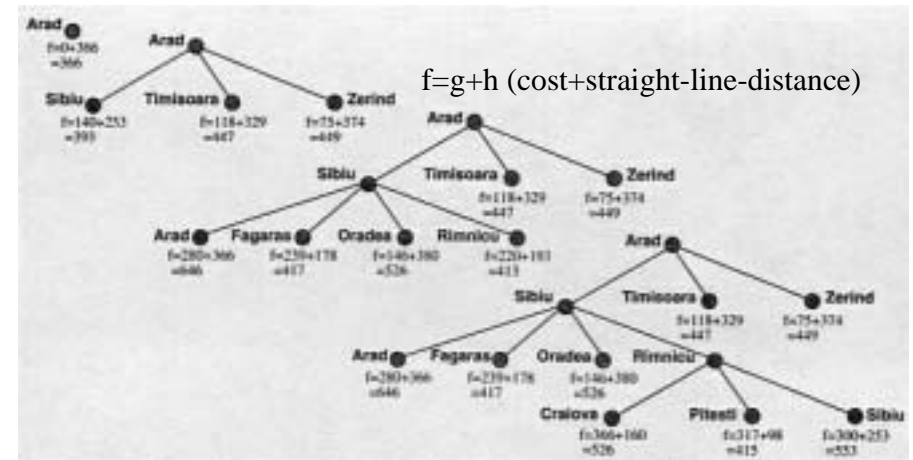 Arad
f=0+366
=366
Arad
Sibiu
f=140+253
=393
Timisoara
f=118+329
=447
Zerind
f=75+374
=449
f=g+h (cost+straight-line-distance)
Arad
Sibiu
Timisoara
f=118+329
=447
Zerind
f=75+374
=449
Arad
f=280+366
=646
Fagaras
f=239+178
=417
Oradea
f=146+380
=526
Rimnicu
f=220+193
=413
Arad
Sibiu
Timisoara
f=118+329
=447
Zerind
f=75+374
=449
Arad
f=280+366
=646
Fagaras
f=239+178
=417
Oradea
f=146+380
=526
Rimnicu
Craiova
f=366+160
=526
Pitesti
f=317+98
=415
Sibiu
f=300+253
=553